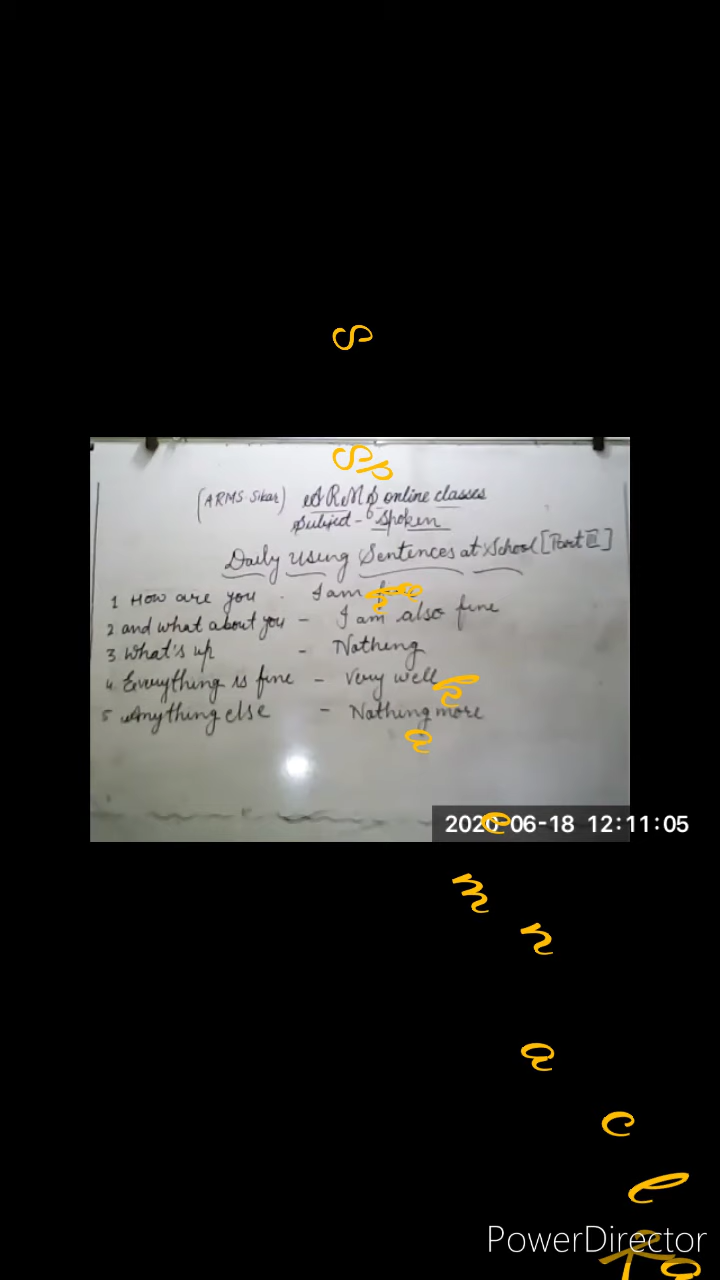 S
Sp
(ARMS Sikar) ARMS online classes
Subject - Spoken
Daily Using Sentences at School [Part III]
1 How are you . I am
2 and what about you - I am also fine
3 What's up - Nothing
4 Everything is fine - Very well
5 Anything else - Nothing more
a
2020-06-18 12:11:05
e
m
n
a
c
l
PowerDirector